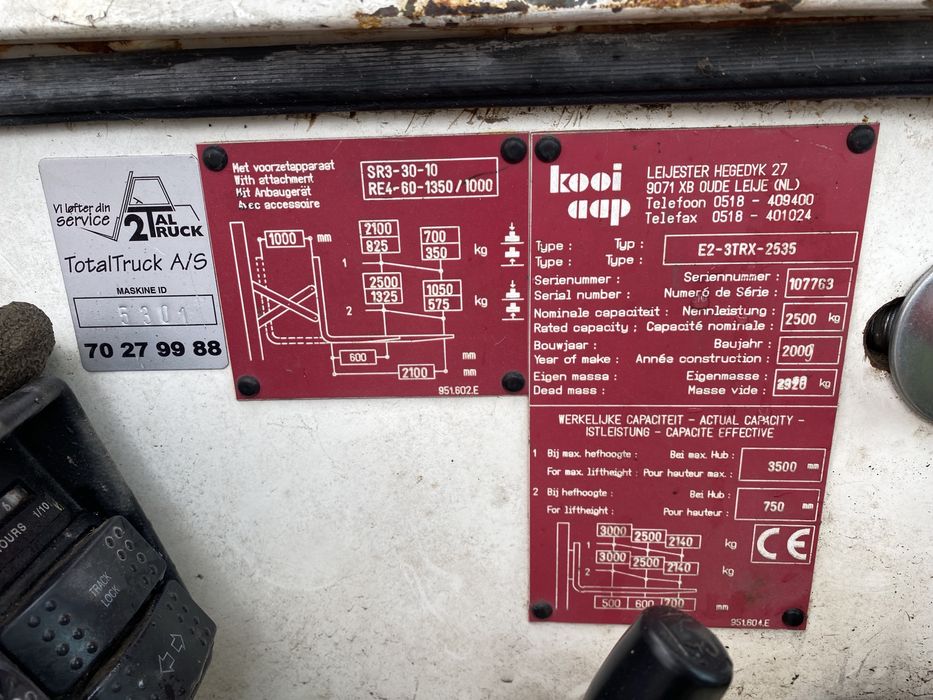 Vi løfter din
service
2TAL
TRUCK
TotalTruck A/S
MASKINE ID
5301
70 27 99 88
Met voorzetapparaat
With attachment
Mit Anbaugerät
Avec accessoire
SR3-30-10
RE4-60-1350/1000
1000 mm
2100
825
700
350
kg
1
2500
1325
1050
575
kg
2
600 mm
2100 mm
951.602.E
kooi
aap
LEIJESTER HEGEDYK 27
9071 XB OUDE LEIJE (NL)
Telefoon 0518 - 409400
Telefax 0518 - 401024
Type : Typ :
Type : Type :
E2-3TRX-2535
Serienummer : Seriennummer :
Serial number : Numeró de Série :
107763
Nominale capaciteit : Nennleistung :
Rated capacity : Capacité nominale :
2500 kg
Bouwjaar : Baujahr :
Year of make : Année construction :
Eigen massa : Eigenmasse :
Dead mass : Masse vide :
kg
WERKELIJKE CAPACITEIT - ACTUAL CAPACITY -
ISTLEISTUNG - CAPACITE EFFECTIVE
1 Bij max. hefhoogte : Bei max. Hub :
For max. liftheight : Pour hauteur max. :
3500 mm
2 Bij hefhoogte : Bei Hub :
For liftheight : Pour hauteur :
750 mm
1 3000 2500 2140 kg
2 3000 2500 2140 kg
500 600 700 mm
CE
951.604.E
HOURS 1/10
TRACK
LOCK